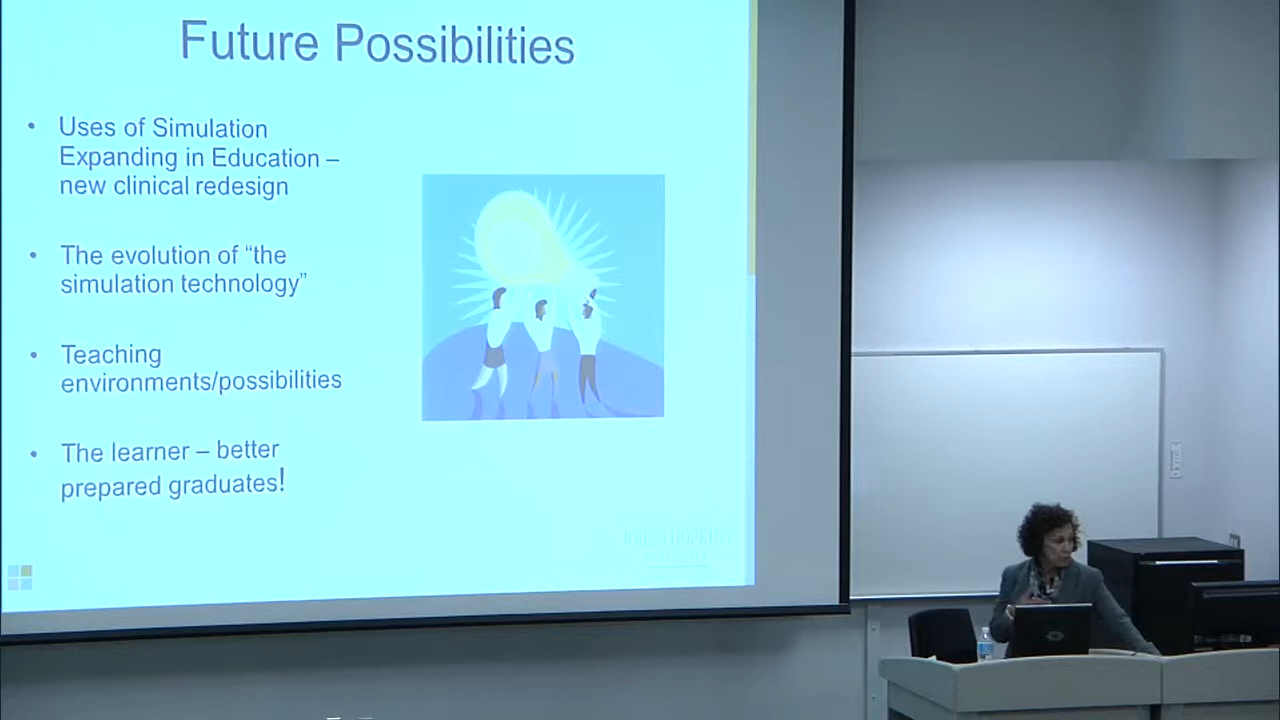 Future Possibilities
• Uses of Simulation
Expanding in Education –
new clinical redesign
• The evolution of “the
simulation technology”
• Teaching
environments/possibilities
• The learner – better
prepared graduates!
JOHNS HOPKINS